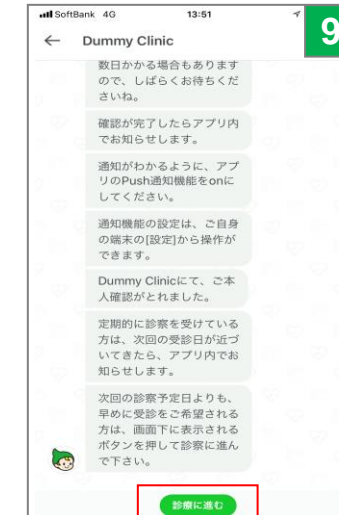 SoftBank 4G 13:51
9
← Dummy Clinic
数日かかる場合もあります
ので、しばらくお待ちくだ
さいね。
確認が完了したらアプリ内
でお知らせします。
通知がわかるように、アプ
リのPush通知機能をonに
してください。
通知機能の設定は、ご自身
の端末の[設定]から操作が
できます。
Dummy Clinicにて、ご本
人確認がとれました。
定期的に診察を受けている
方は、次回の受診日が近づ
いてきたら、アプリ内でお
知らせします。
次回の診察予定日よりも、
早めに受診をご希望される
方は、画面下に表示される
ボタンを押して診察に進ん
で下さい。
診療に進む